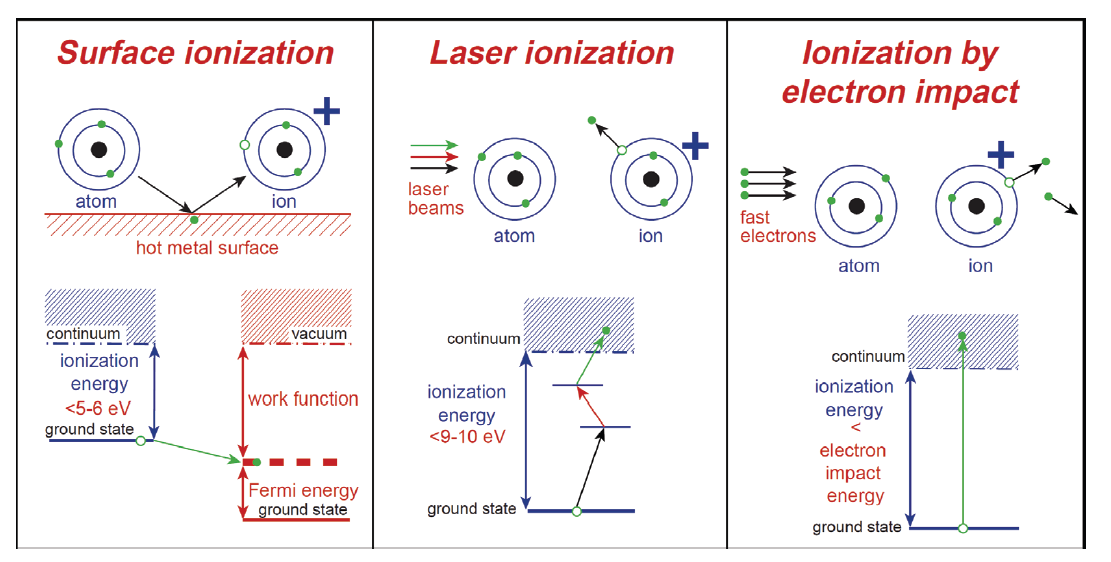 Surface ionization
+
atom
ion
hot metal surface
continuum
vacuum
ionization
energy
<5-6 eV
work function
ground state
Fermi energy
ground state
Laser ionization
+
laser
beams
atom
ion
continuum
ionization
energy
<9-10 eV
ground state
Ionization by
electron impact
+
fast
electrons
atom
ion
continuum
ionization
energy
<
electron
impact
energy
ground state